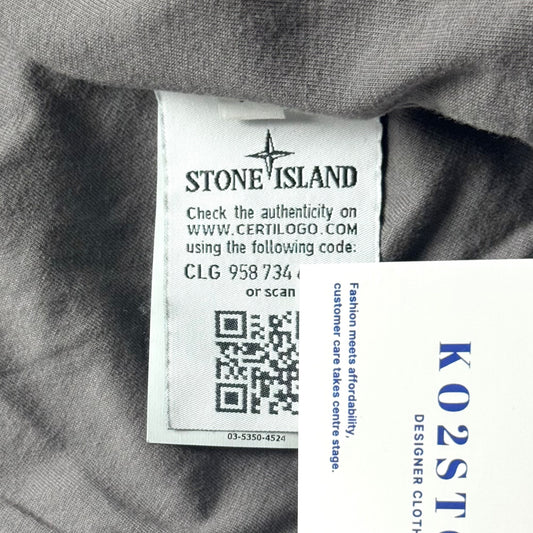 STONE ISLAND
Check the authenticity on
WWW.CERTILOGO.COM
using the following code:
CLG 958 734
or scan
03-5350-4524
Fashion meets affordability,
customer care takes centre stage.
KO2STO
DESIGNER CLOTH